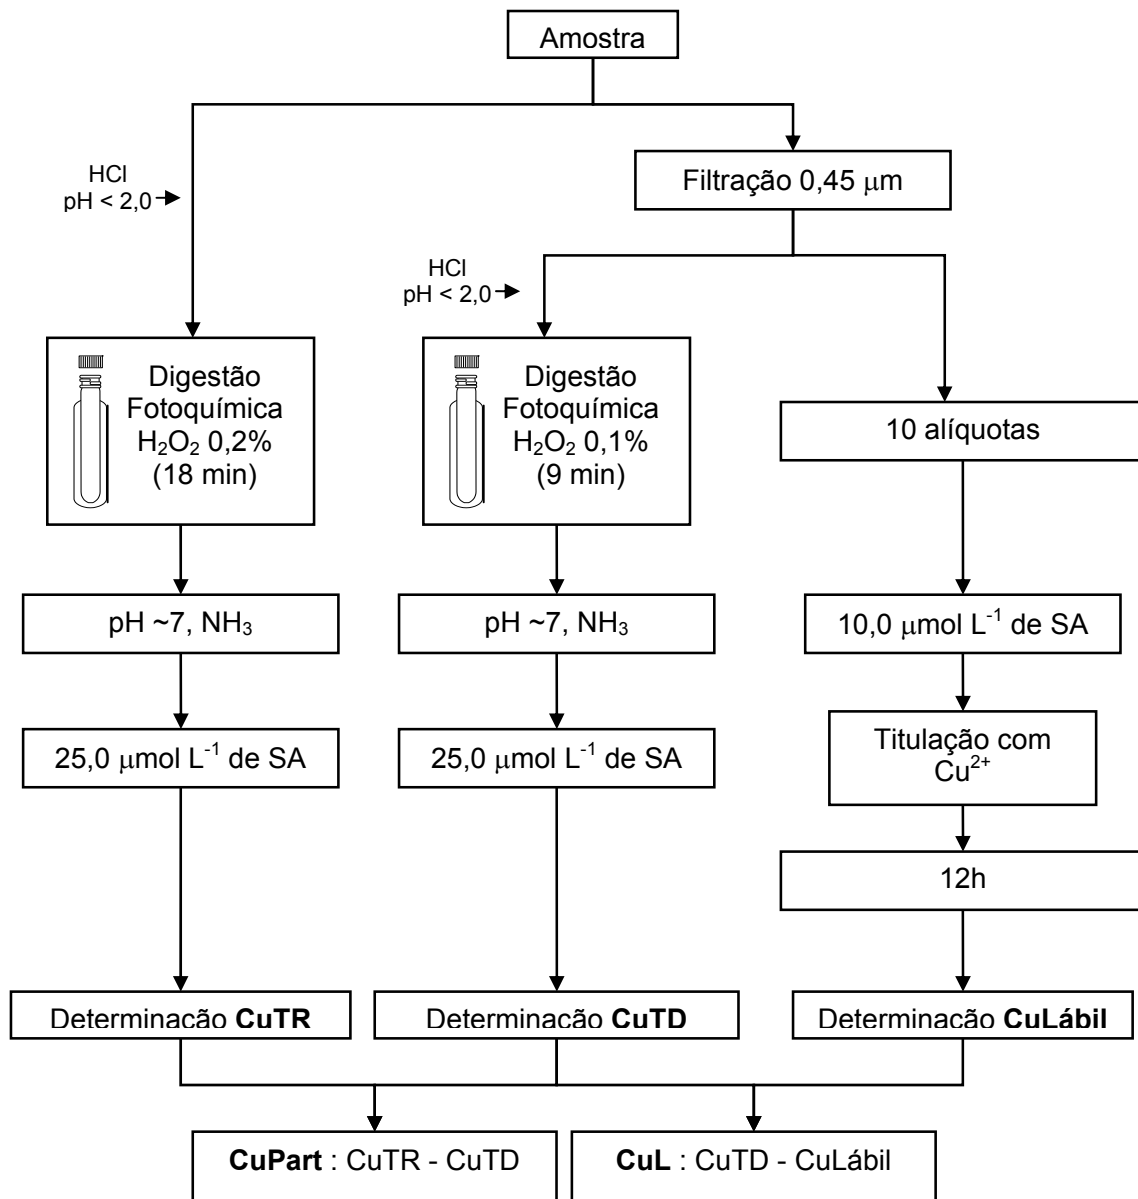 Amostra
HCl
pH < 2,0
Filtração 0,45 μm
HCl
pH < 2,0
Digestão
Fotoquímica
H₂O₂ 0,2%
(18 min)
Digestão
Fotoquímica
H₂O₂ 0,1%
(9 min)
10 alíquotas
pH ~7, NH₃
pH ~7, NH₃
10,0 μmol L⁻¹ de SA
25,0 μmol L⁻¹ de SA
25,0 μmol L⁻¹ de SA
Titulação com
Cu²⁺
12h
Determinação CuTR
Determinação CuTD
Determinação CuLábil
CuPart : CuTR - CuTD
CuL : CuTD - CuLábil